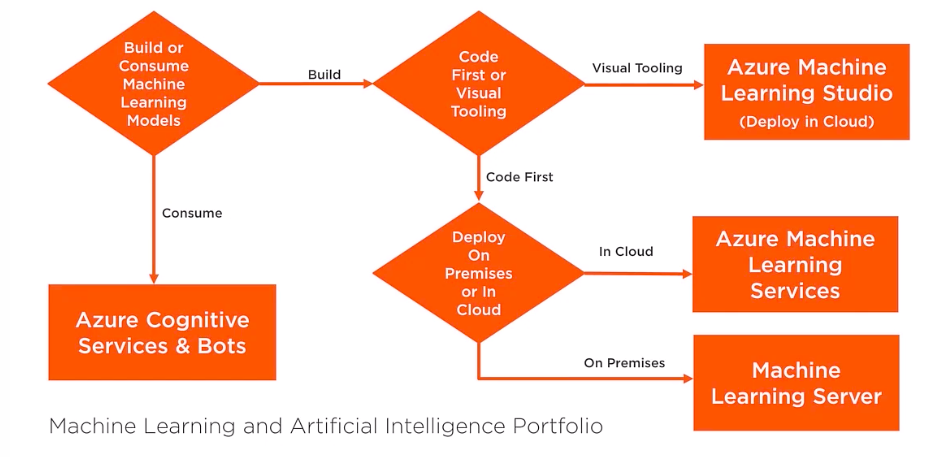 Build or
Consume
Machine
Learning
Models
Build
Code
First or
Visual
Tooling
Visual Tooling
Azure Machine
Learning Studio
(Deploy in Cloud)
Consume
Code First
Deploy
On
Premises
or In
Cloud
In Cloud
Azure Machine
Learning
Services
Azure Cognitive
Services & Bots
On Premises
Machine
Learning Server
Machine Learning and Artificial Intelligence Portfolio